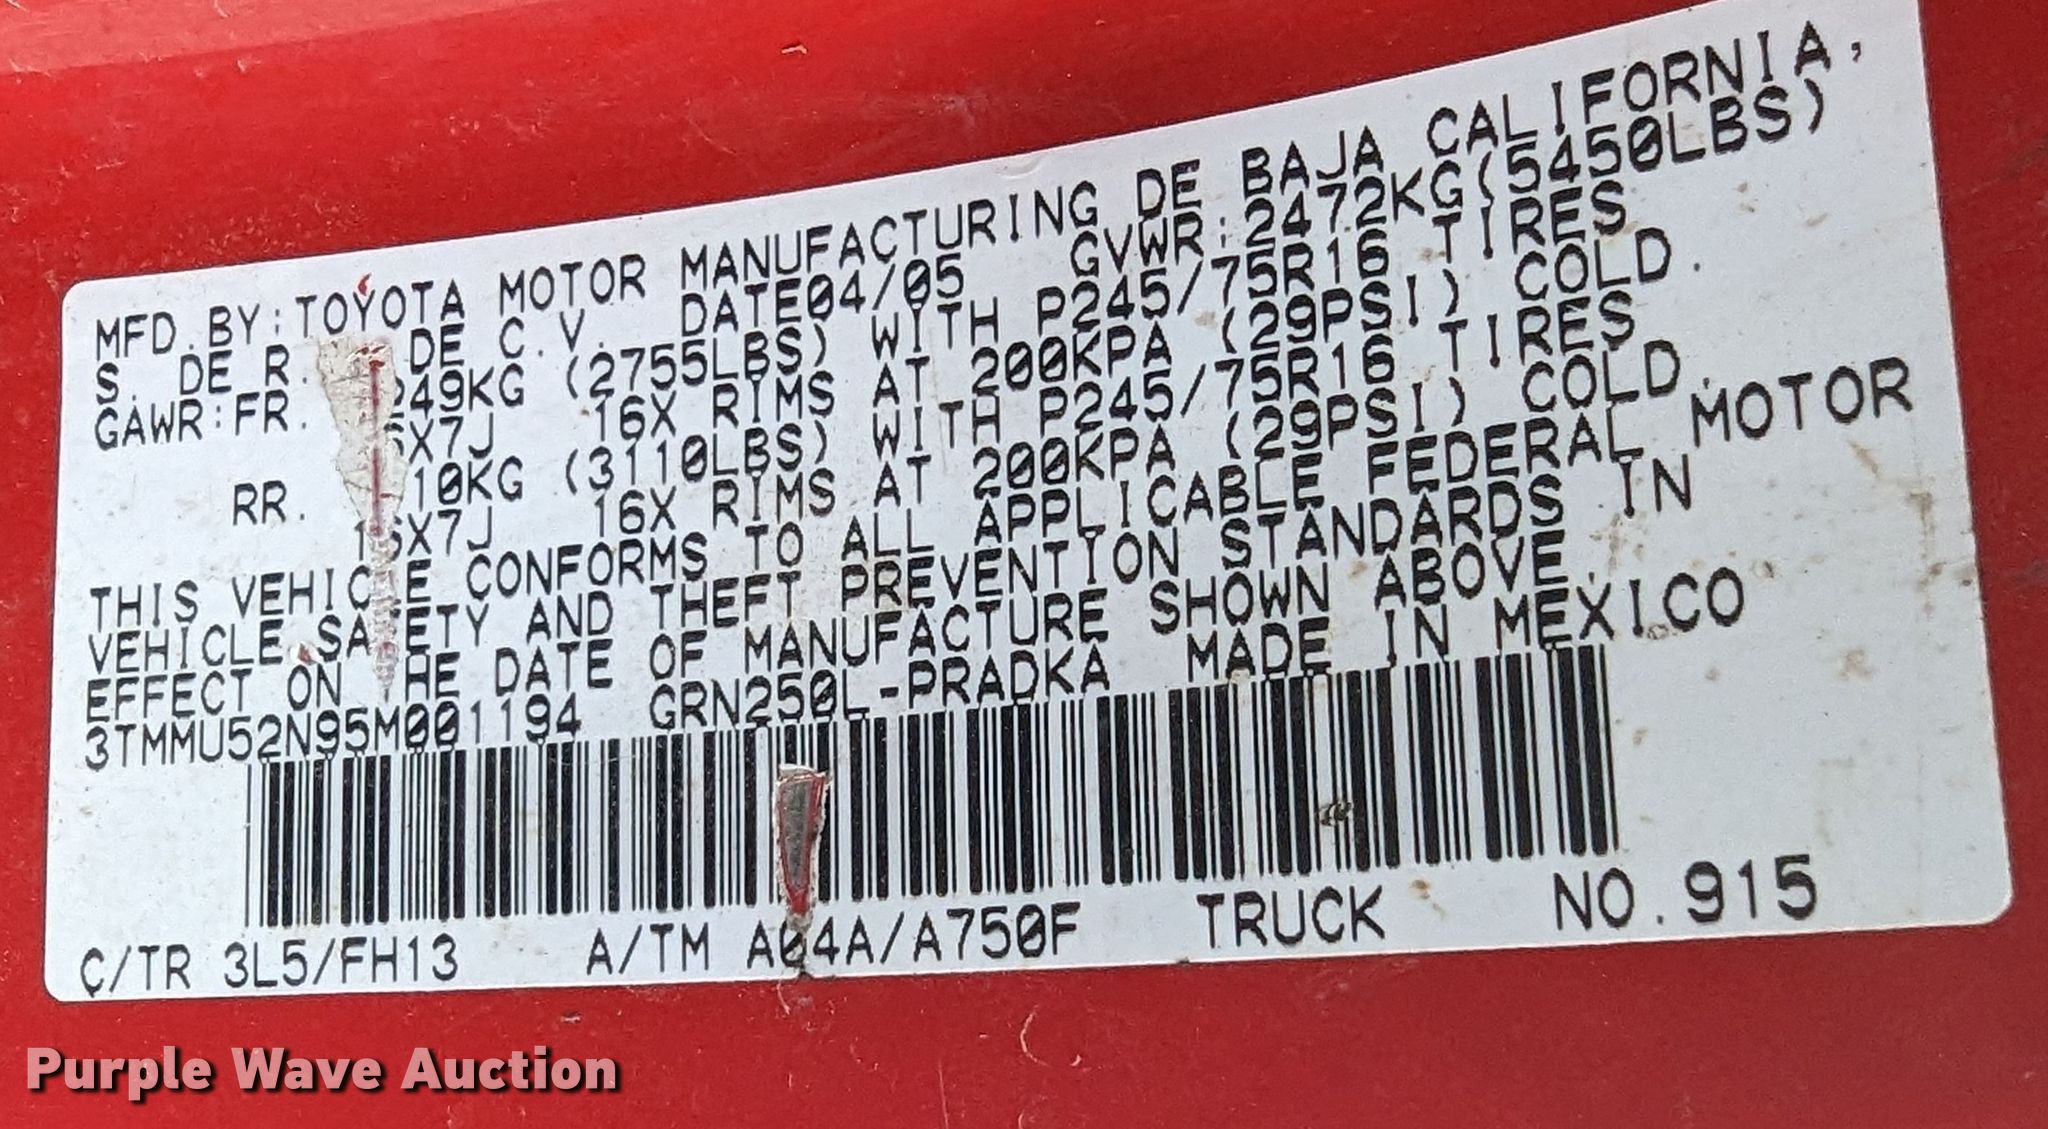 MFD.BY:TOYOTA MOTOR MANUFACTURING DE BAJA CALIFORNIA,
S. DE R. DE C.V. DATE04/05 GVWR:2472KG(5450LBS)
GAWR:FR. 249KG (2755LBS) WITH P245/75R16 TIRES
6X7J 16X RIMS AT 200KPA (29PSI) COLD.
RR. 10KG (3110LBS) WITH P245/75R16 TIRES
16X7J 16X RIMS AT 200KPA (29PSI) COLD.
THIS VEHICLE CONFORMS TO ALL APPLICABLE FEDERAL MOTOR
VEHICLE SAFETY AND THEFT PREVENTION STANDARDS IN
EFFECT ON THE DATE OF MANUFACTURE SHOWN ABOVE.
3TMMU52N95M001194 GRN250L-PRADKA MADE IN MEXICO
C/TR 3L5/FH13 A/TM A04A/A750F TRUCK NO.915
Purple Wave Auction